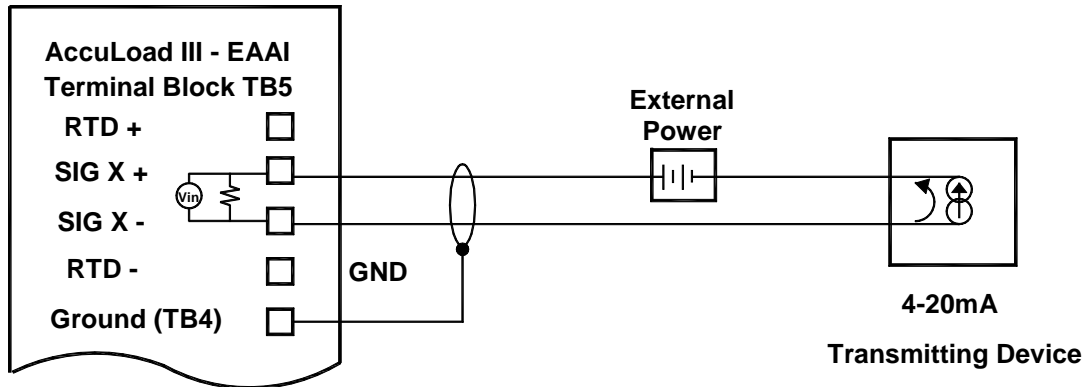 AccuLoad III - EAAI
Terminal Block TB5
RTD +
SIG X +
Vin
SIG X -
RTD -
Ground (TB4)
GND
External
Power
4-20mA
Transmitting Device